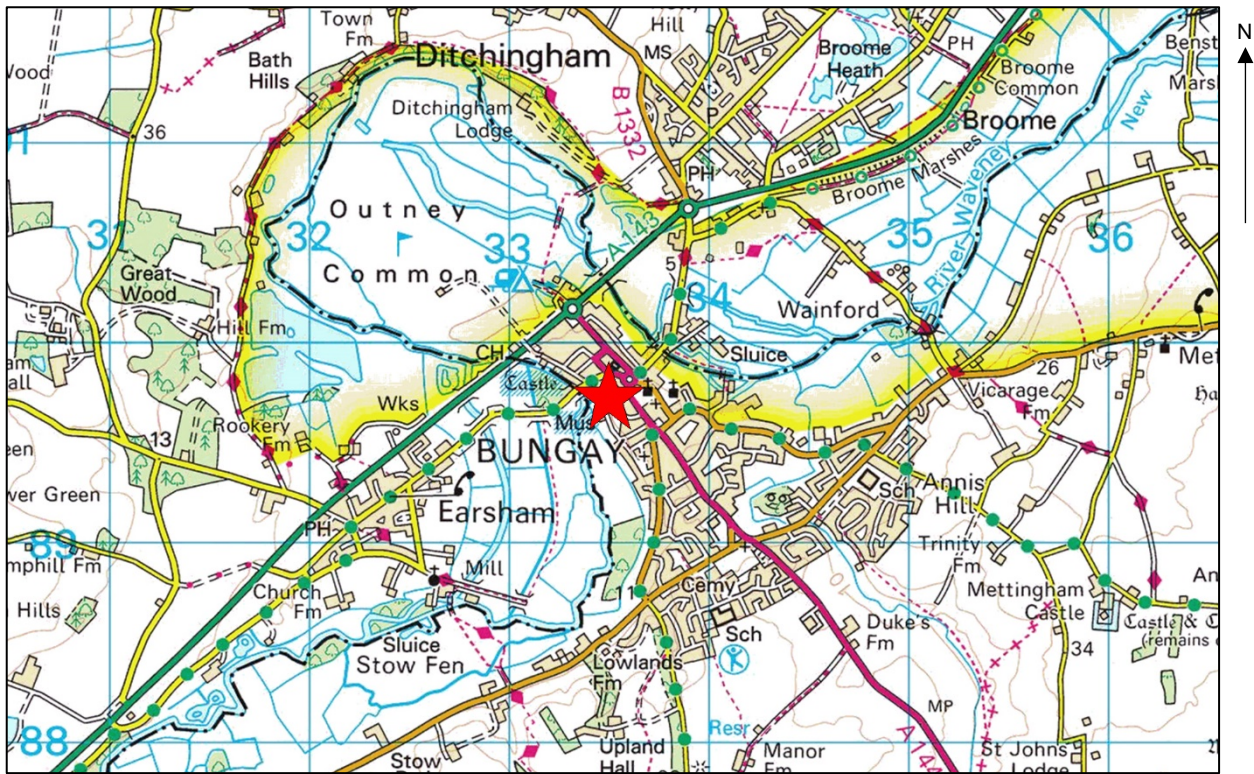 N
Town
Fm
Hill
MS
PH
Bath
Hills
Ditchingham
Broome
Heath
Broome
Common
Ditchingham
Lodge
B 1332
P
Broome
New
36
PH
Broome Marshes
River Waveney
Outney
Common
31
32
33
34
35
36
A 143
5
Great
Wood
Hill Fm
Wainford
CH
Sluice
Castle
26
Vicarage
Fm
Wks
Mus
13
Rookery
Fm
BUNGAY
Sch
Annis
Hill
Earsham
PH
89
Trinity
Fm
Mill
Church
Fm
Hills
11
Cemy
Mettingham
Castle
Castle & C
(remains
Duke's
Fm
Sch
Sluice
Stow Fen
Lowlands
Fm
34
MP
88
Resr
A 144
Stow
Upland
Hall
Manor
Fm
St Johns
Lodge